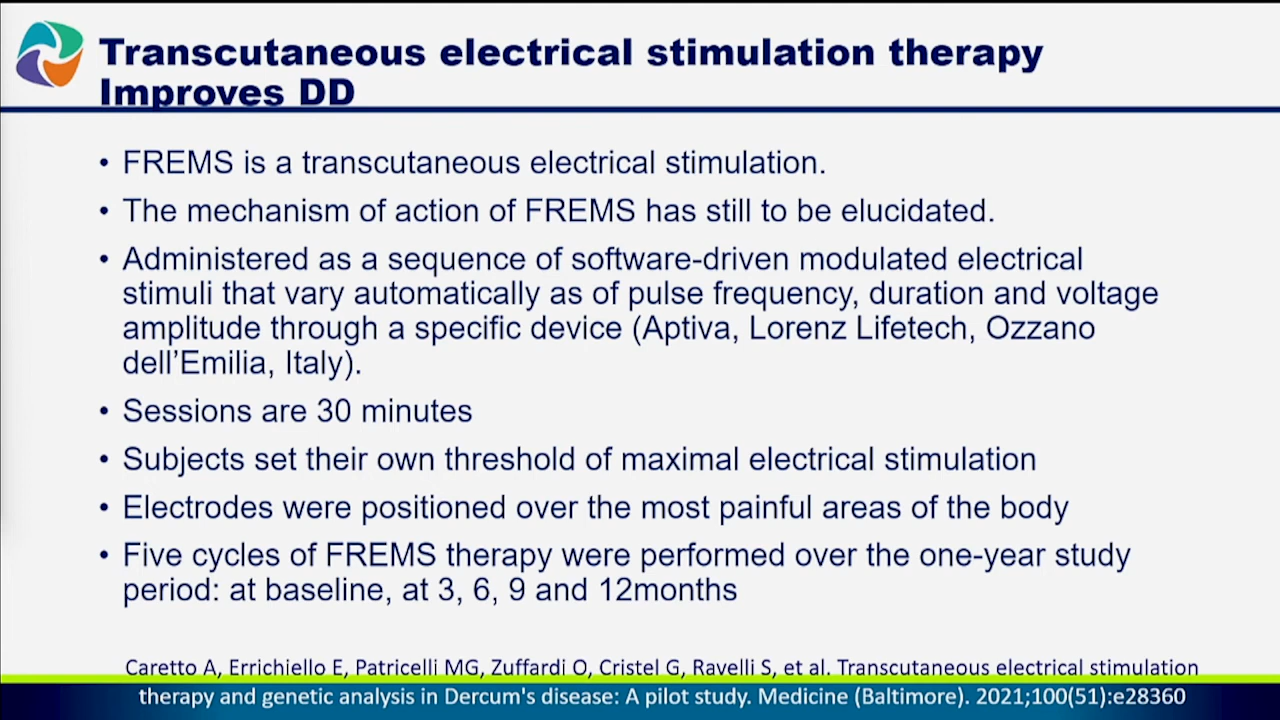 Transcutaneous electrical stimulation therapy
Improves DD
• FREMS is a transcutaneous electrical stimulation.
• The mechanism of action of FREMS has still to be elucidated.
• Administered as a sequence of software-driven modulated electrical
stimuli that vary automatically as of pulse frequency, duration and voltage
amplitude through a specific device (Aptiva, Lorenz Lifetech, Ozzano
dell’Emilia, Italy).
• Sessions are 30 minutes
• Subjects set their own threshold of maximal electrical stimulation
• Electrodes were positioned over the most painful areas of the body
• Five cycles of FREMS therapy were performed over the one-year study
period: at baseline, at 3, 6, 9 and 12months
Caretto A, Errichiello E, Patricelli MG, Zuffardi O, Cristel G, Ravelli S, et al. Transcutaneous electrical stimulation
therapy and genetic analysis in Dercum's disease: A pilot study. Medicine (Baltimore). 2021;100(51):e28360